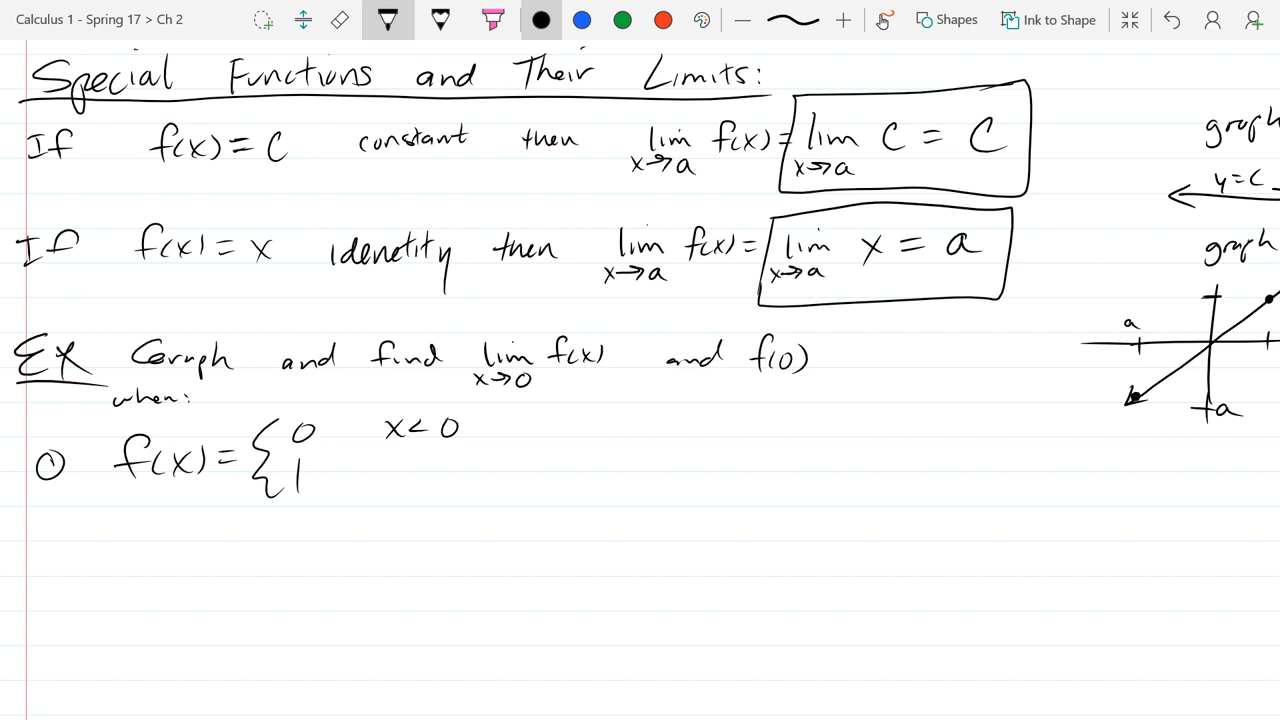 Calculus 1 - Spring 17 > Ch 2 Shapes Ink to Shape
Special Functions and Their Limits:
If f(x) = C constant then lim x→a f(x) = lim x→a C = C
graph
y=c
If f(x) = x idenetity then lim x→a f(x) = lim x→a x = a
graph
a
a
Ex Graph and find lim x→0 f(x) and f(0)
when:
① f(x) = { 0 x < 0
1